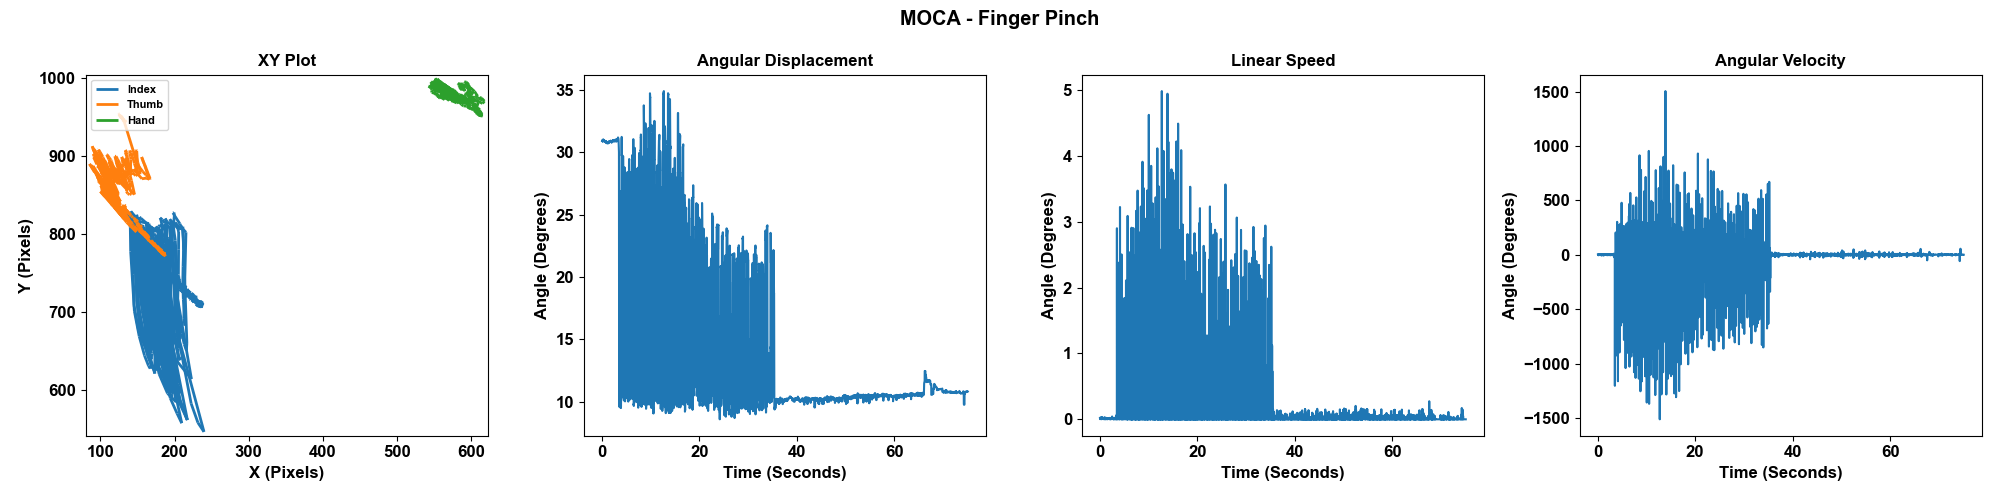 MOCA - Finger Pinch
XY Plot
Y (Pixels)
1000
900
800
700
600
Index
Thumb
Hand
100 200 300 400 500 600
X (Pixels)
Angular Displacement
Angle (Degrees)
35
30
25
20
15
10
0 20 40 60
Time (Seconds)
Linear Speed
Angle (Degrees)
5
4
3
2
1
0
0 20 40 60
Time (Seconds)
Angular Velocity
Angle (Degrees)
1500
1000
500
0
−500
−1000
−1500
0 20 40 60
Time (Seconds)